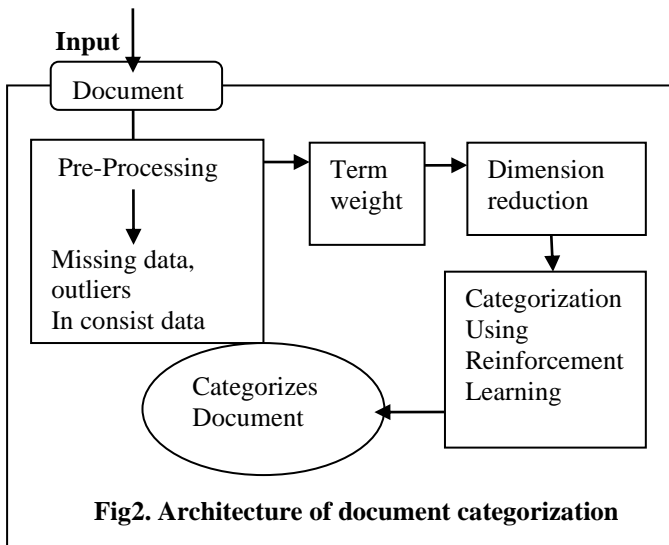 Input
Document
Pre-Processing
Missing data,
outliers
In consist data
Term
weight
Dimension
reduction
Categorization
Using
Reinforcement
Learning
Categorizes
Document
Fig2. Architecture of document categorization